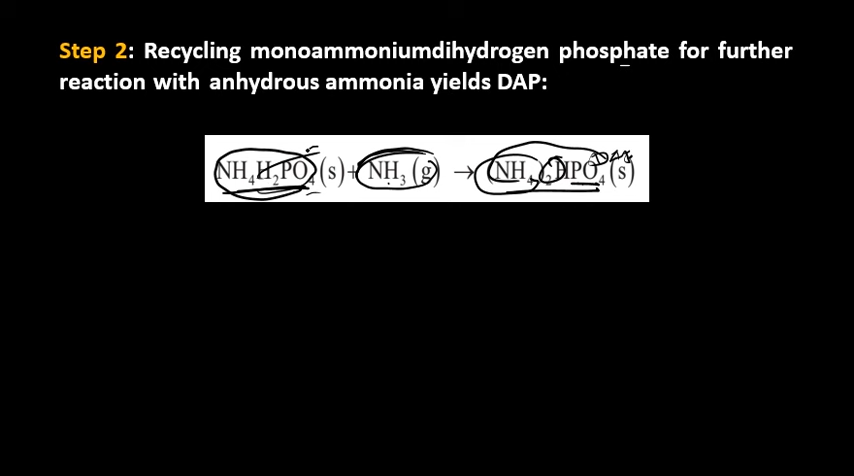 Step 2: Recycling monoammoniumdihydrogen phosphate for further
reaction with anhydrous ammonia yields DAP:
NH₄H₂PO₄(s)+NH₃(g) → (NH₄)₂HPO₄(s)